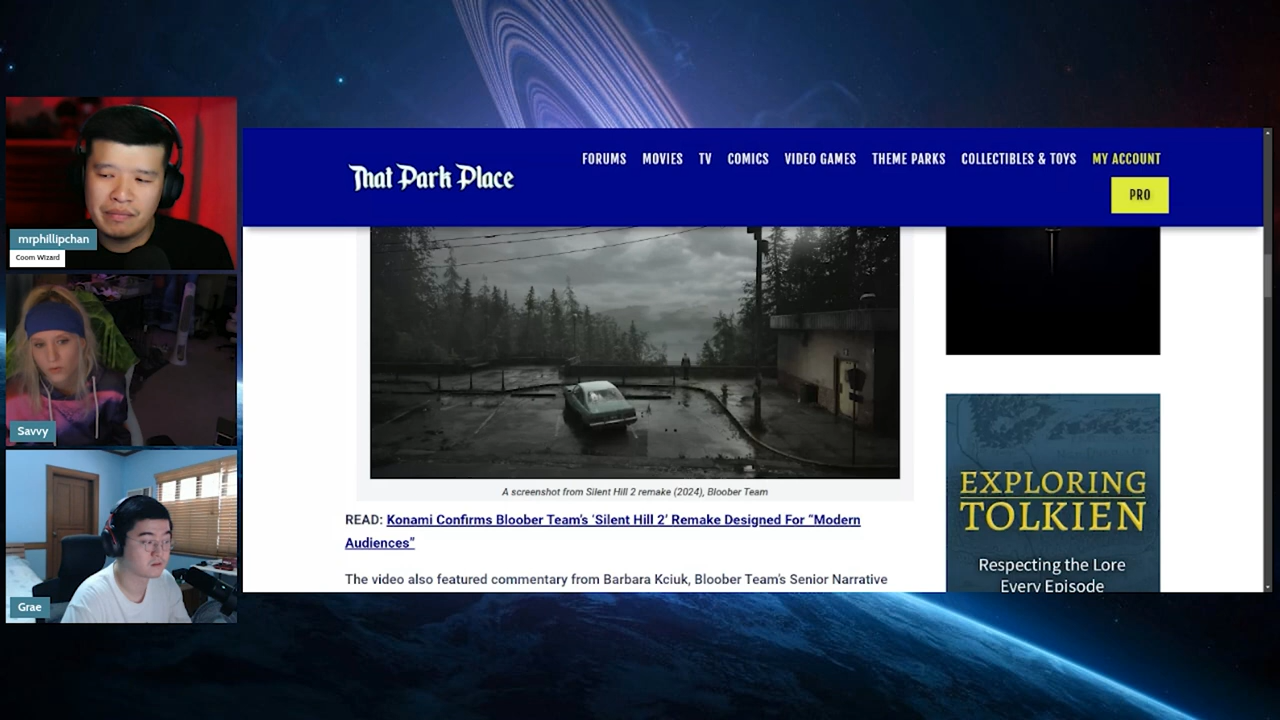 mrphillipchan
Coom Wizard
Savvy
Grae
That Park Place
FORUMS MOVIES TV COMICS VIDEO GAMES THEME PARKS COLLECTIBLES & TOYS MY ACCOUNT
PRO
A screenshot from Silent Hill 2 remake (2024), Bloober Team
READ: Konami Confirms Bloober Team's 'Silent Hill 2' Remake Designed For “Modern
Audiences”
The video also featured commentary from Barbara Kciuk, Bloober Team's Senior Narrative
EXPLORING
TOLKIEN
Respecting the Lore
Every Episode